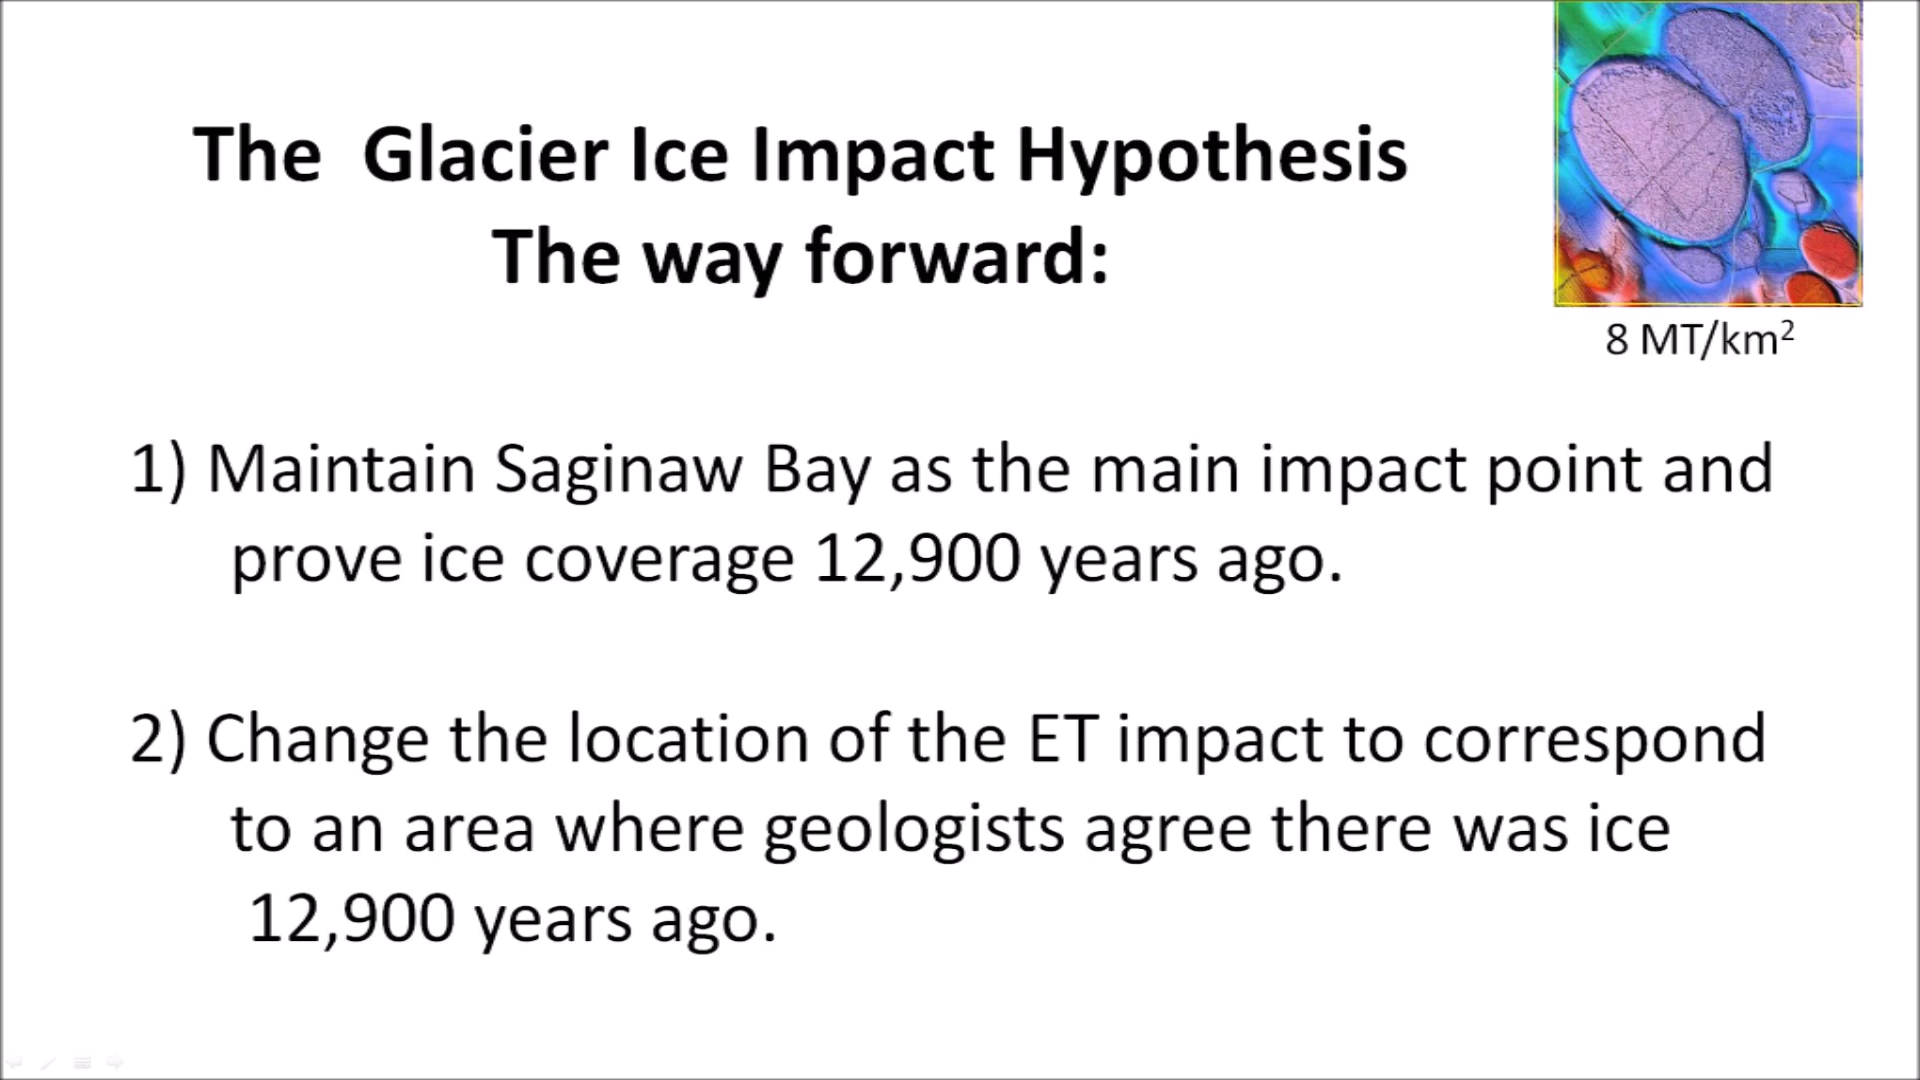 The  Glacier Ice Impact Hypothesis
The way forward:
8 MT/km²
1) Maintain Saginaw Bay as the main impact point and
prove ice coverage 12,900 years ago.
2) Change the location of the ET impact to correspond
to an area where geologists agree there was ice
12,900 years ago.